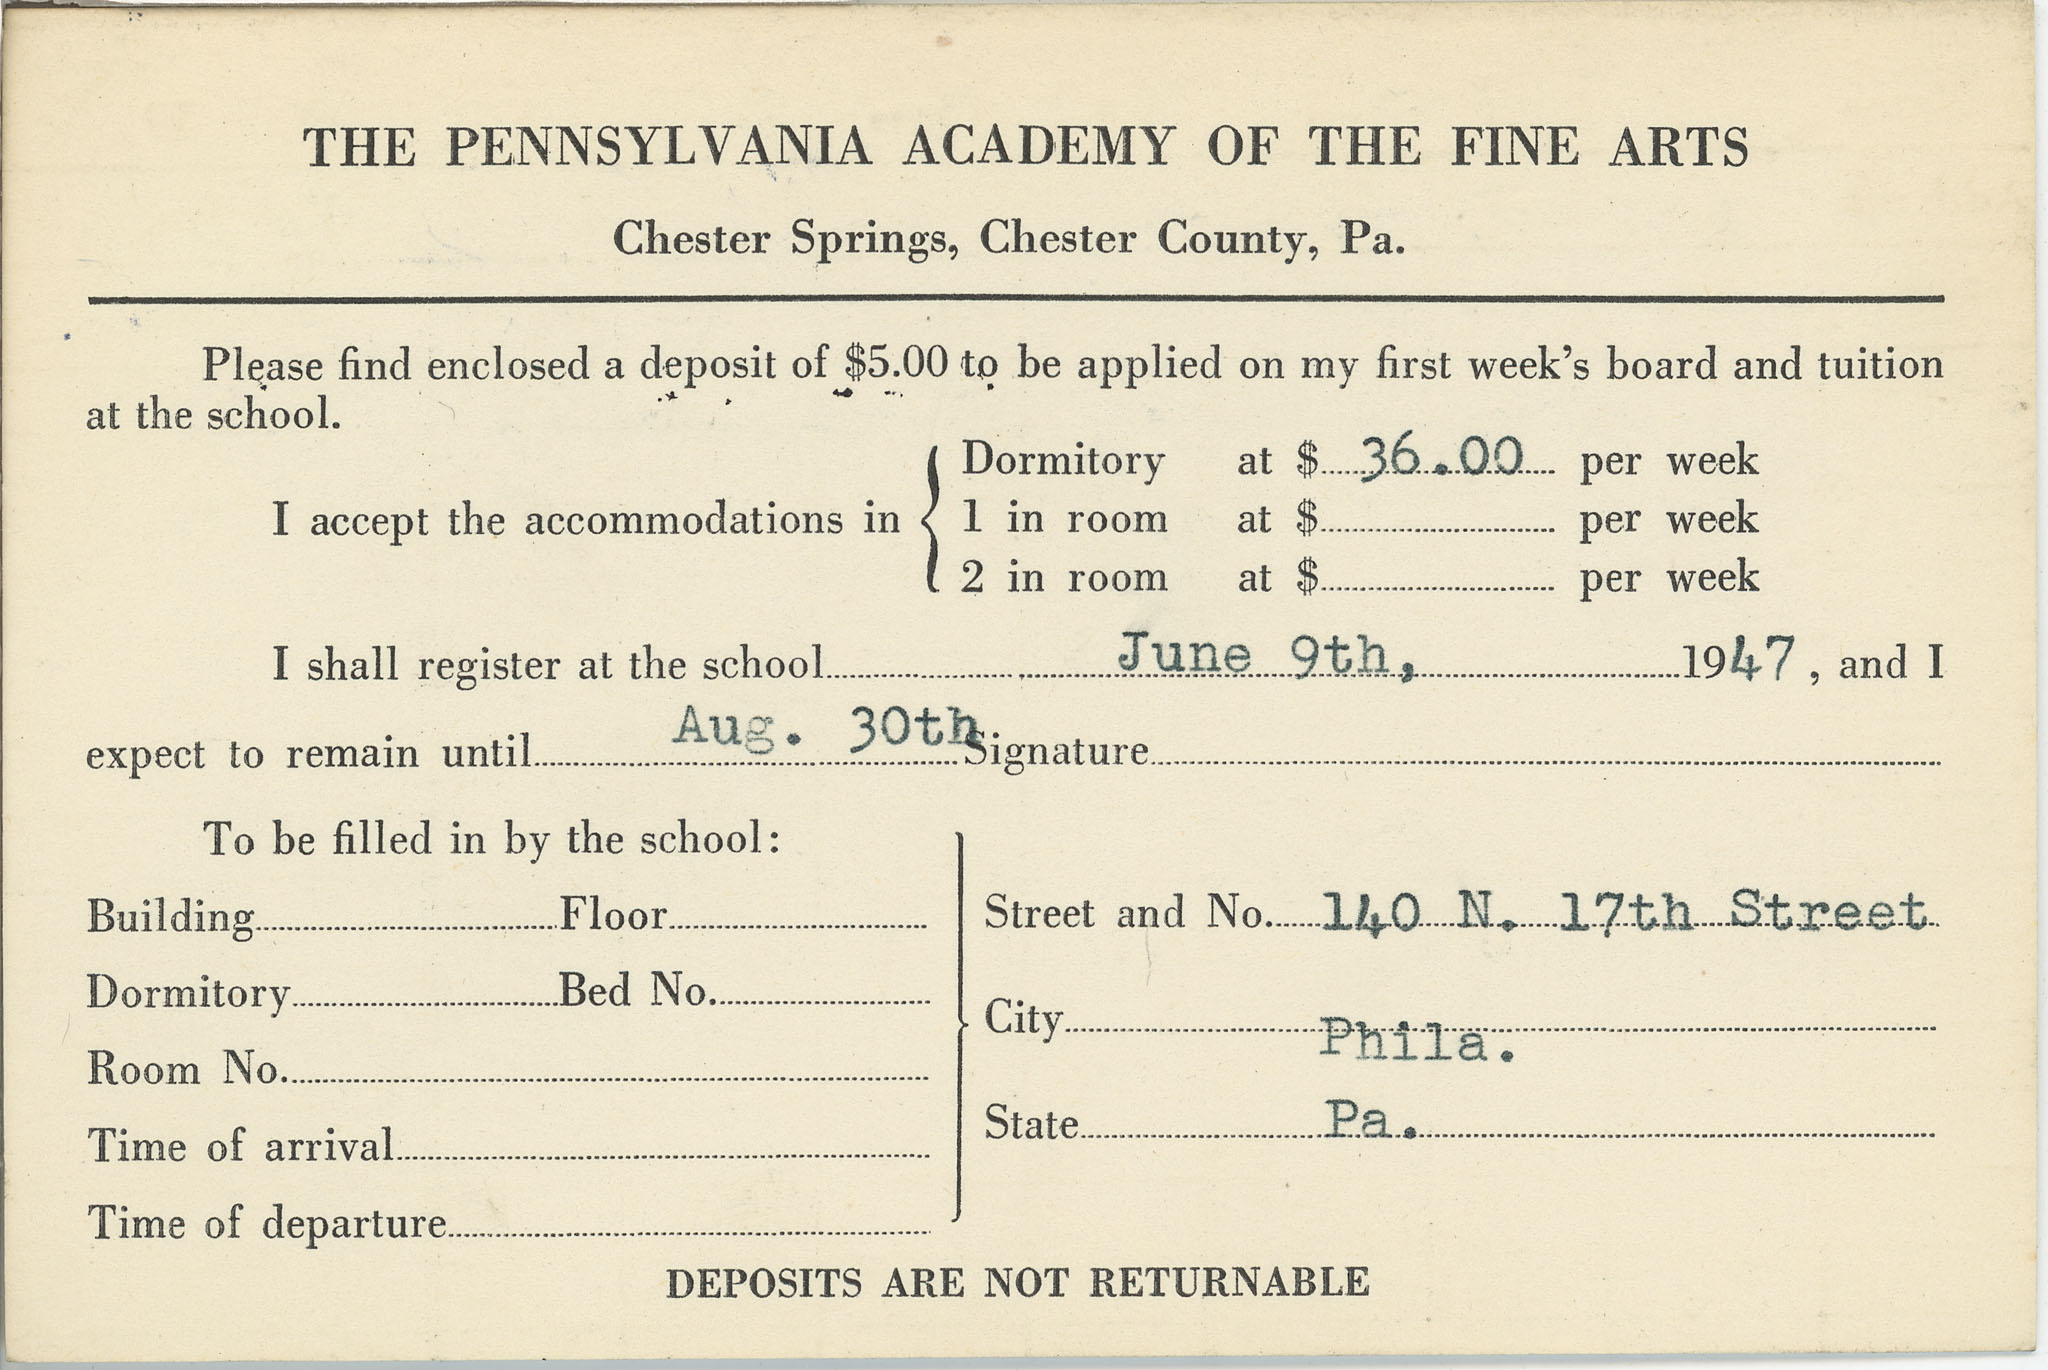 THE PENNSYLVANIA ACADEMY OF THE FINE ARTS
Chester Springs, Chester County, Pa.
Please find enclosed a deposit of $5.00 to be applied on my first week's board and tuition
at the school.
I accept the accommodations in
Dormitory at $ 36.00 per week
1 in room at $ per week
2 in room at $ per week
I shall register at the school June 9th, 1947, and I
expect to remain until Aug. 30th Signature
To be filled in by the school:
Building Floor
Dormitory Bed No.
Room No.
Time of arrival
Time of departure
Street and No. 140 N. 17th Street
City Phila.
State Pa.
DEPOSITS ARE NOT RETURNABLE